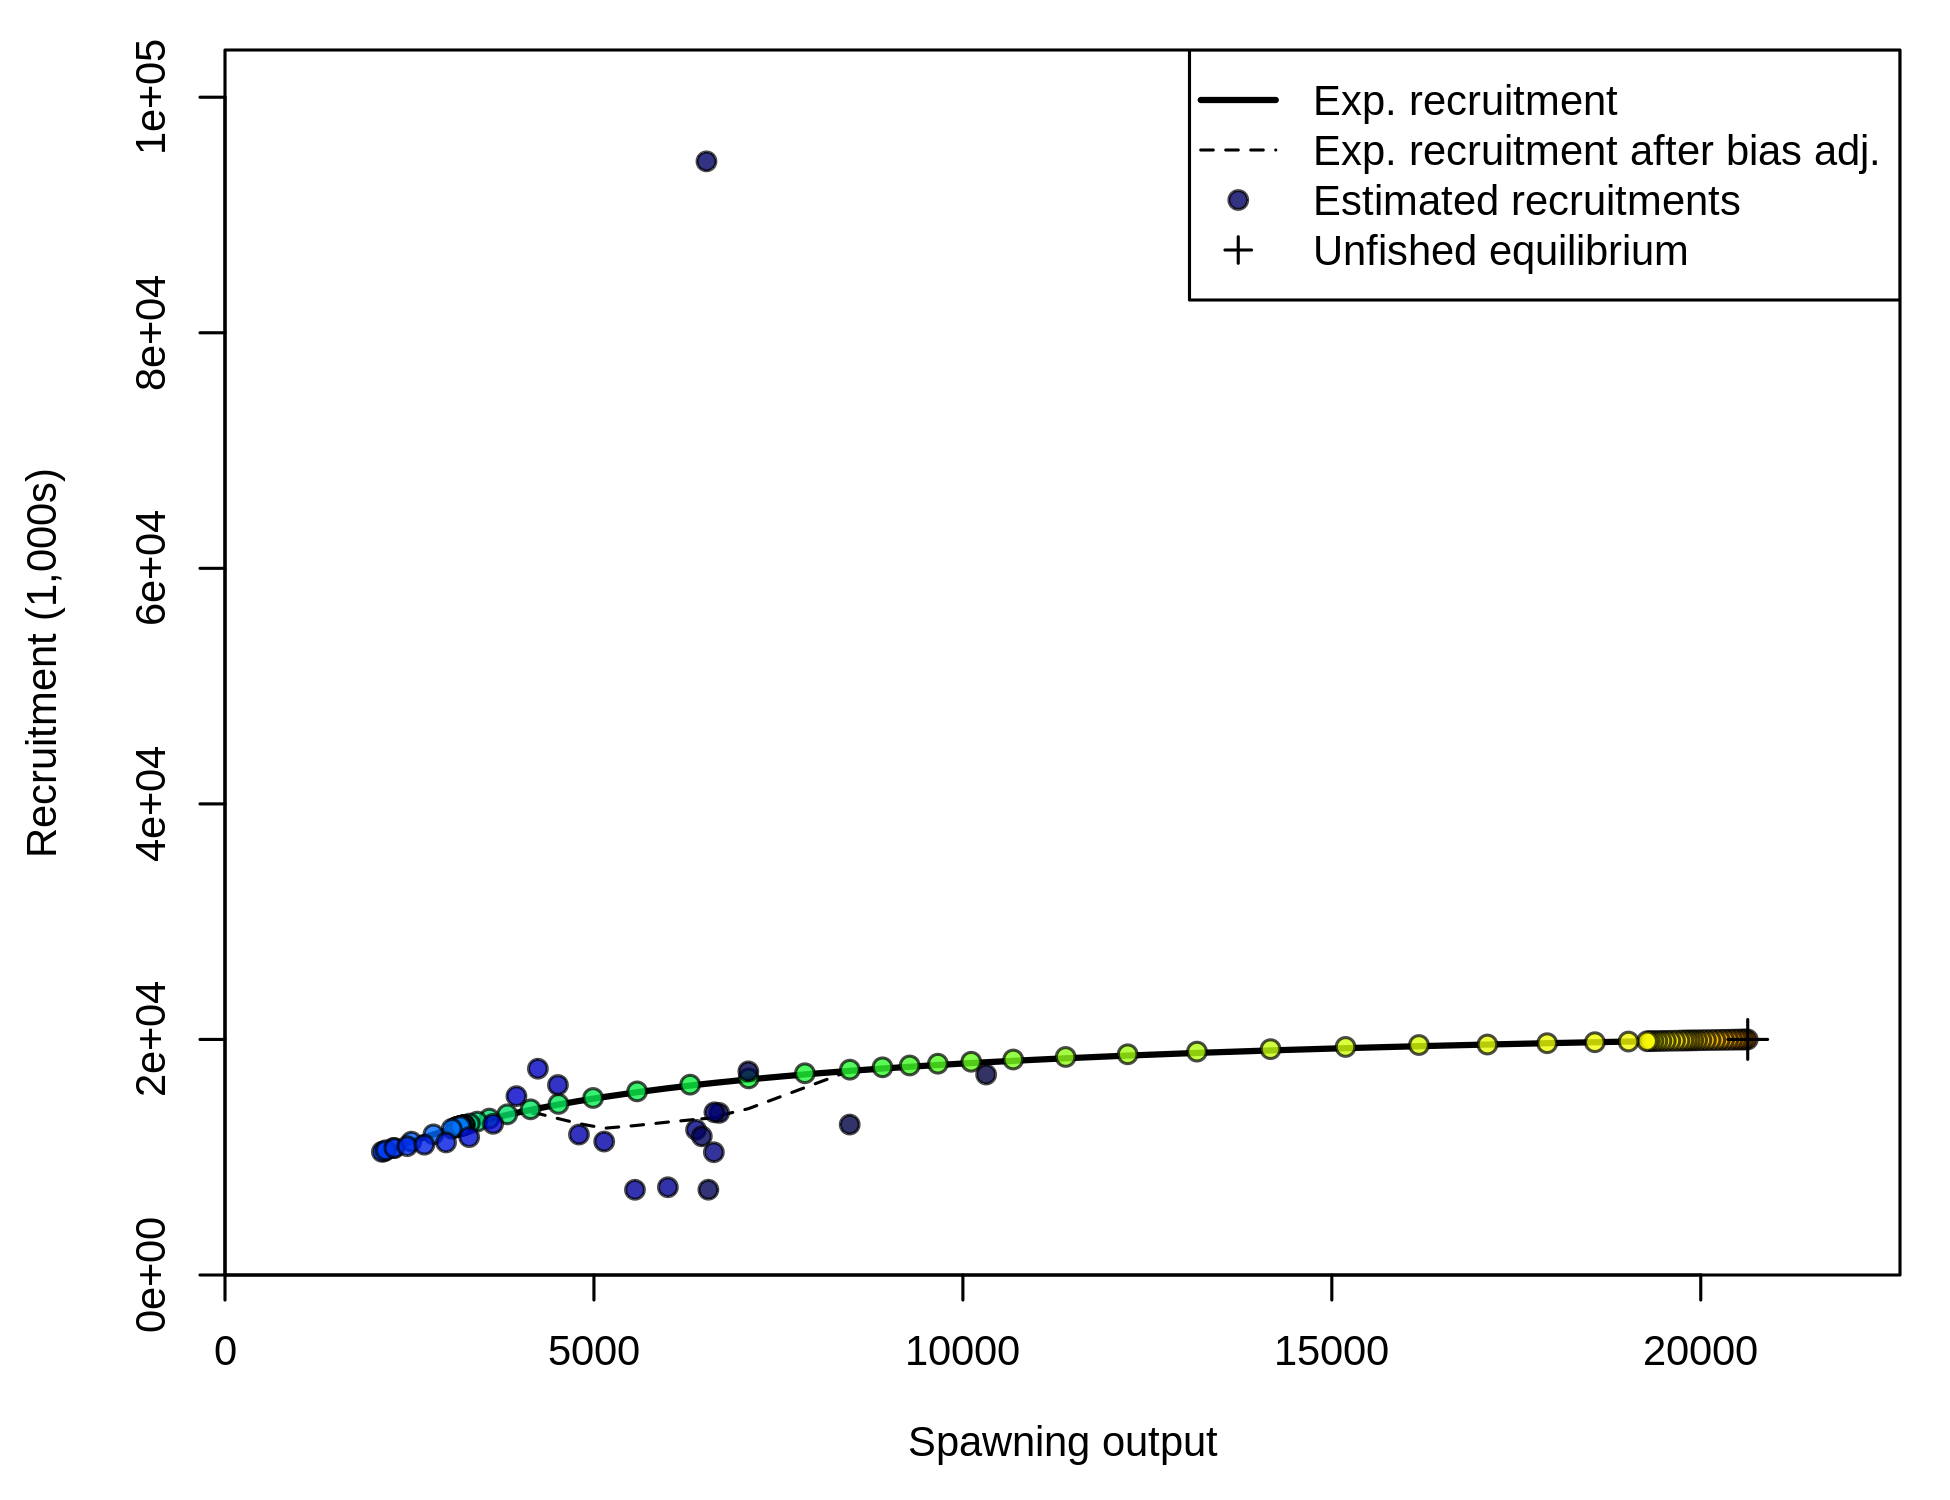 Exp. recruitment
Exp. recruitment after bias adj.
Estimated recruitments
Unfished equilibrium
Recruitment (1,000s)
1e+05
8e+04
6e+04
4e+04
2e+04
0e+00
0 5000 10000 15000 20000
Spawning output